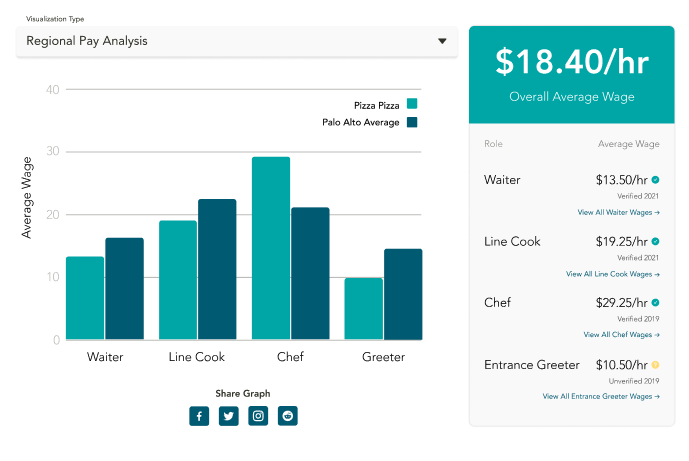 Visualization Type
Regional Pay Analysis
40
30
20
10
0
Average Wage
Pizza Pizza
Palo Alto Average
Waiter
Line Cook
Chef
Greeter
Share Graph
$18.40/hr
Overall Average Wage
Role Average Wage
Waiter $13.50/hr
Verified 2021
View All Waiter Wages →
Line Cook $19.25/hr
Verified 2021
View All Line Cook Wages →
Chef $29.25/hr
Verified 2019
View All Chef Wages →
Entrance Greeter $10.50/hr
Unverified 2019
View All Entrance Greeter Wages →